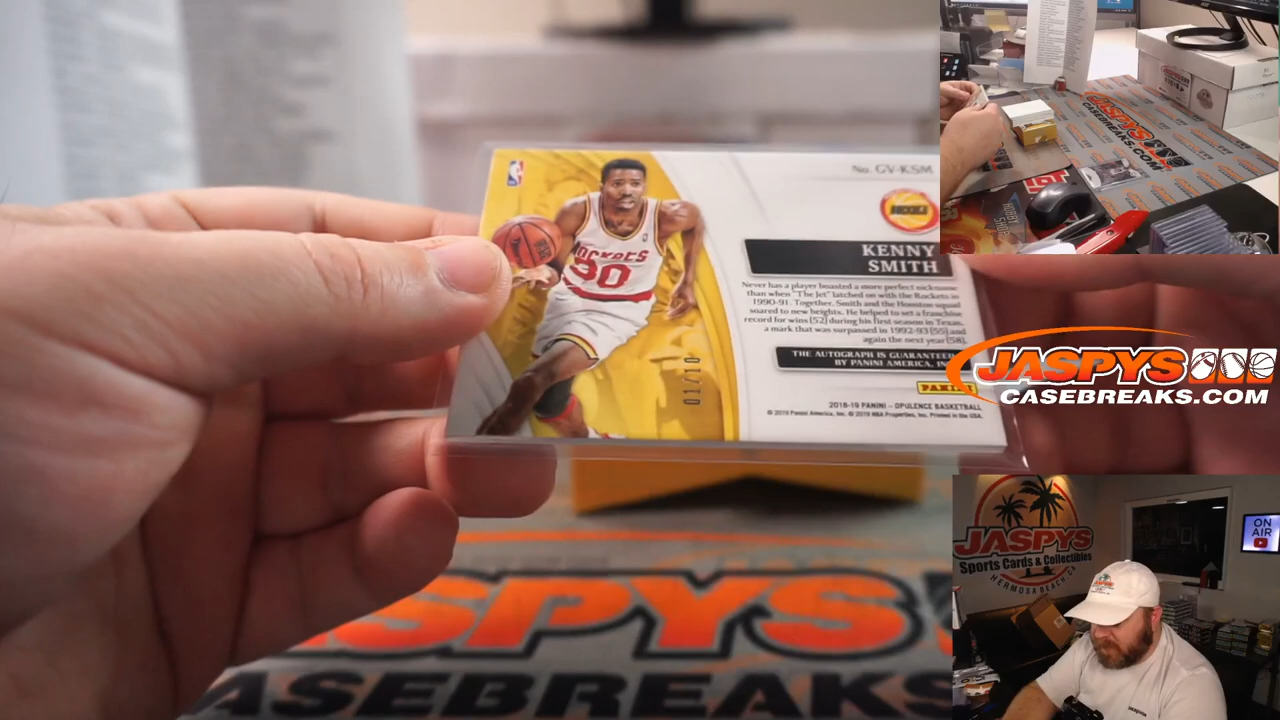 No. GV-KSM
ROCKETS
30
KENNY
SMITH
Never has a player boasted a more perfect nickname
than when "The Jet" latched on with the Rockets in
1990-91. Together, Smith and the Houston squad
soared to new heights. He helped to set a franchise
record for wins (52) during his first season in Texas,
a mark that was surpassed in 1992-93 (55) and
again the next year (58).
THE AUTOGRAPH IS GUARANTEED
BY PANINI AMERICA, INC.
PANINI
2018-19 PANINI – OPULENCE BASKETBALL
© 2019 Panini America, Inc. © 2019 NBA Properties, Inc. Printed in the USA.
01/10
JASPYS
CASEBREAKS.COM
ASPYS
ASEBREAKS
JASPYS
CASEBREAKS.COM
HOBBY
ON
AIR
JASPYS
Sports Cards & Collectibles
HERMOSA BEACH, CA
patagonia